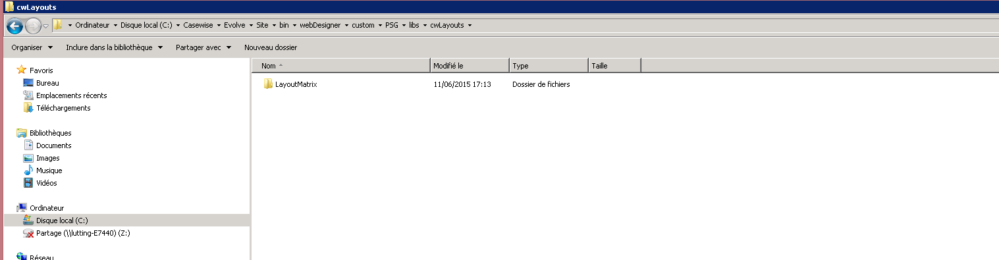 cwLayouts
Ordinateur Disque local (C:) Casewise Evolve Site bin webDesigner custom PSG libs cwLayouts
Organiser Inclure dans la bibliothèque Partager avec Nouveau dossier
Favoris
Bureau
Emplacements récents
Téléchargements
Bibliothèques
Documents
Images
Musique
Vidéos
Ordinateur
Disque local (C:)
Partage (\\lutting-E7440) (Z:)
Réseau
Nom Modifié le Type Taille
LayoutMatrix 11/06/2015 17:13 Dossier de fichiers